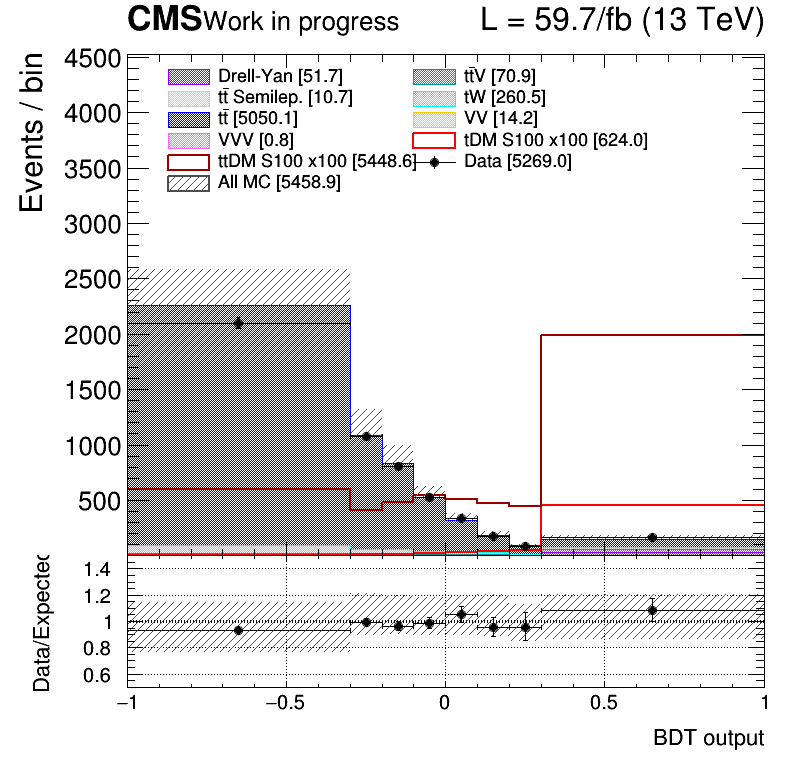 CMS Work in progress L = 59.7/fb (13 TeV)
Events / bin
4500
4000
3500
3000
2500
2000
1500
1000
500
Drell-Yan [51.7] tt̄V [70.9]
tt̄ Semilep. [10.7] tW [260.5]
tt̄ [5050.1] VV [14.2]
VVV [0.8] tDM S100 x100 [624.0]
ttDM S100 x100 [5448.6] Data [5269.0]
All MC [5458.9]
Data/Expected
1.4
1.2
1
0.8
0.6
−1 −0.5 0 0.5 1
BDT output